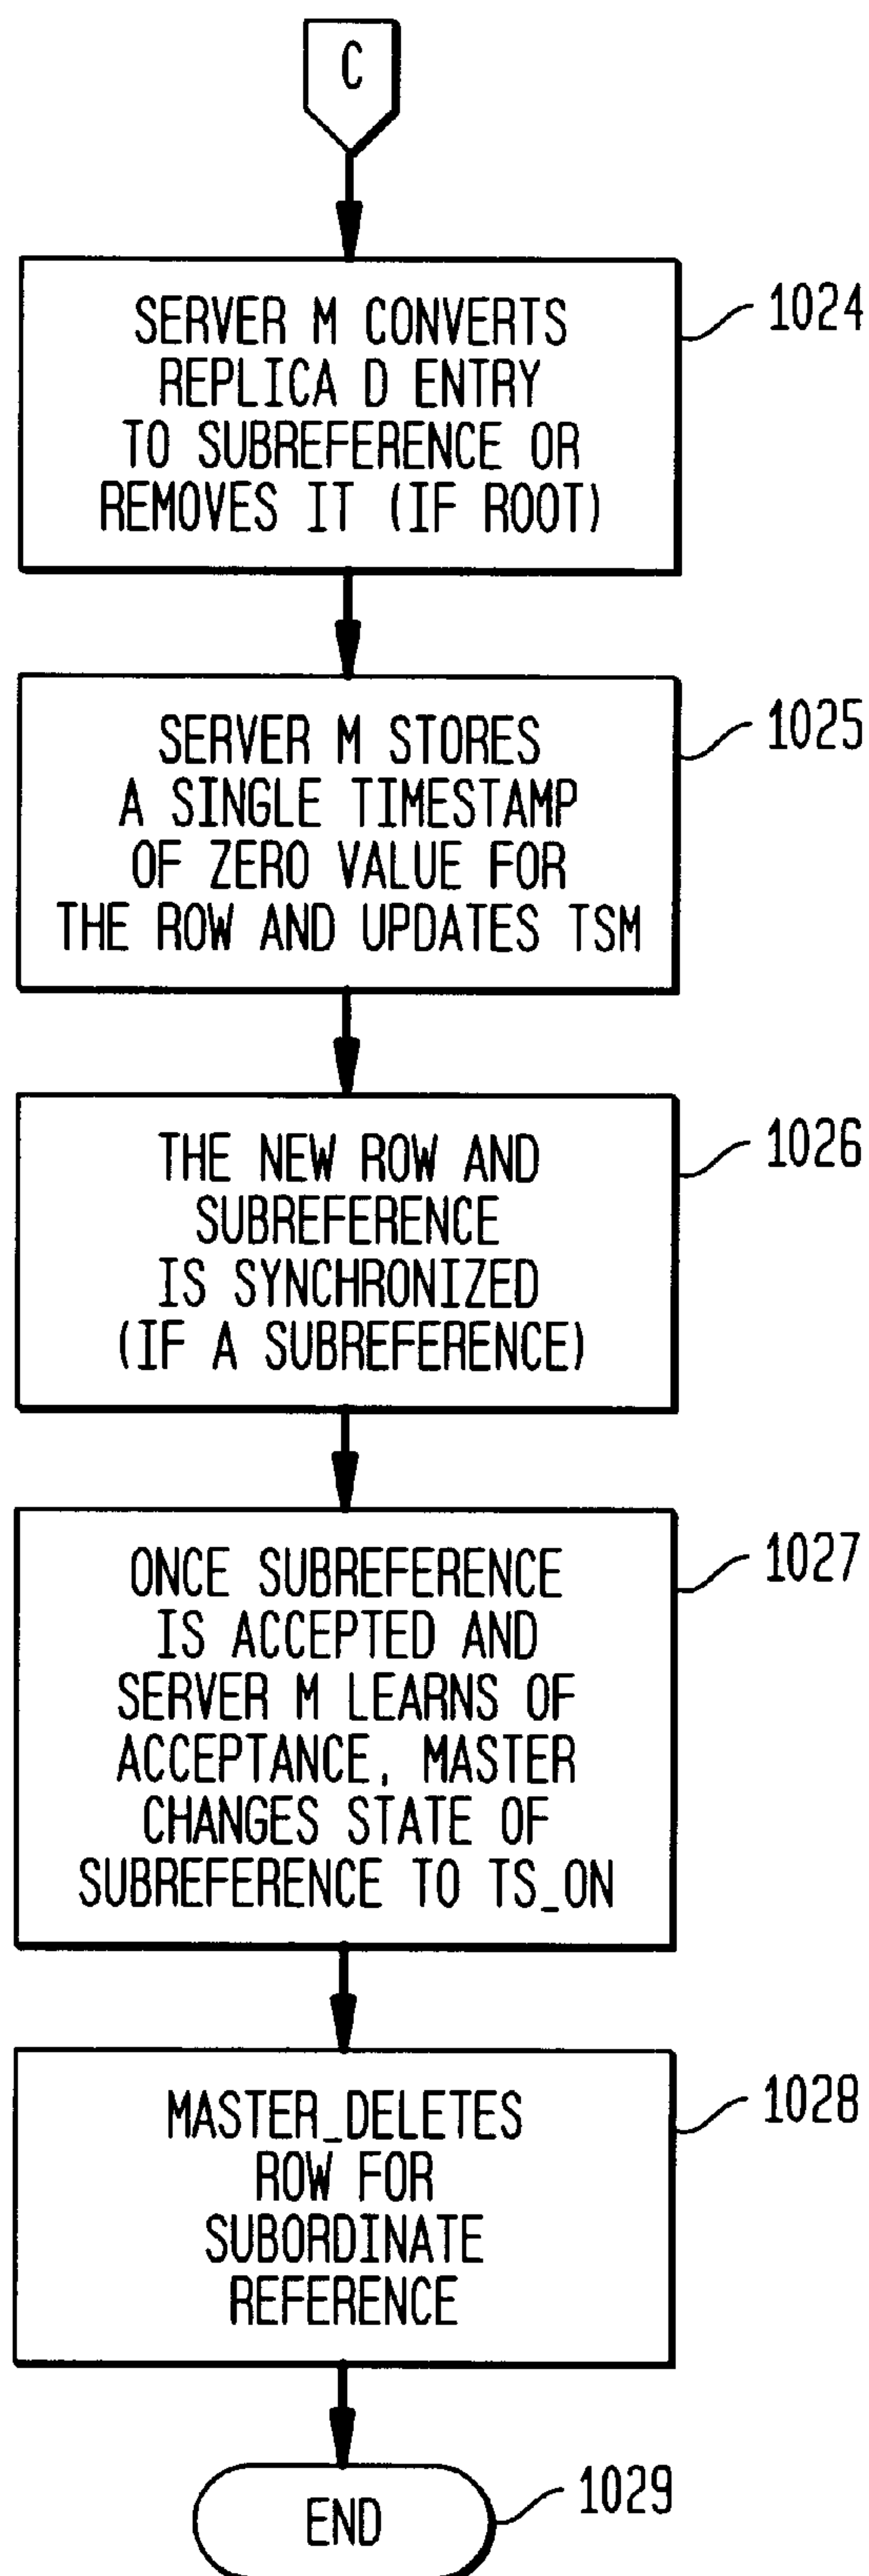 C
SERVER M CONVERTS
REPLICA D ENTRY
TO SUBREFERENCE OR
REMOVES IT (IF ROOT)
1024
SERVER M STORES
A SINGLE TIMESTAMP
OF ZERO VALUE FOR
THE ROW AND UPDATES TSM
1025
THE NEW ROW AND
SUBREFERENCE
IS SYNCHRONIZED
(IF A SUBREFERENCE)
1026
ONCE SUBREFERENCE
IS ACCEPTED AND
SERVER M LEARNS OF
ACCEPTANCE, MASTER
CHANGES STATE OF
SUBREFERENCE TO TS_ON
1027
MASTER_DELETES
ROW FOR
SUBORDINATE
REFERENCE
1028
END
1029